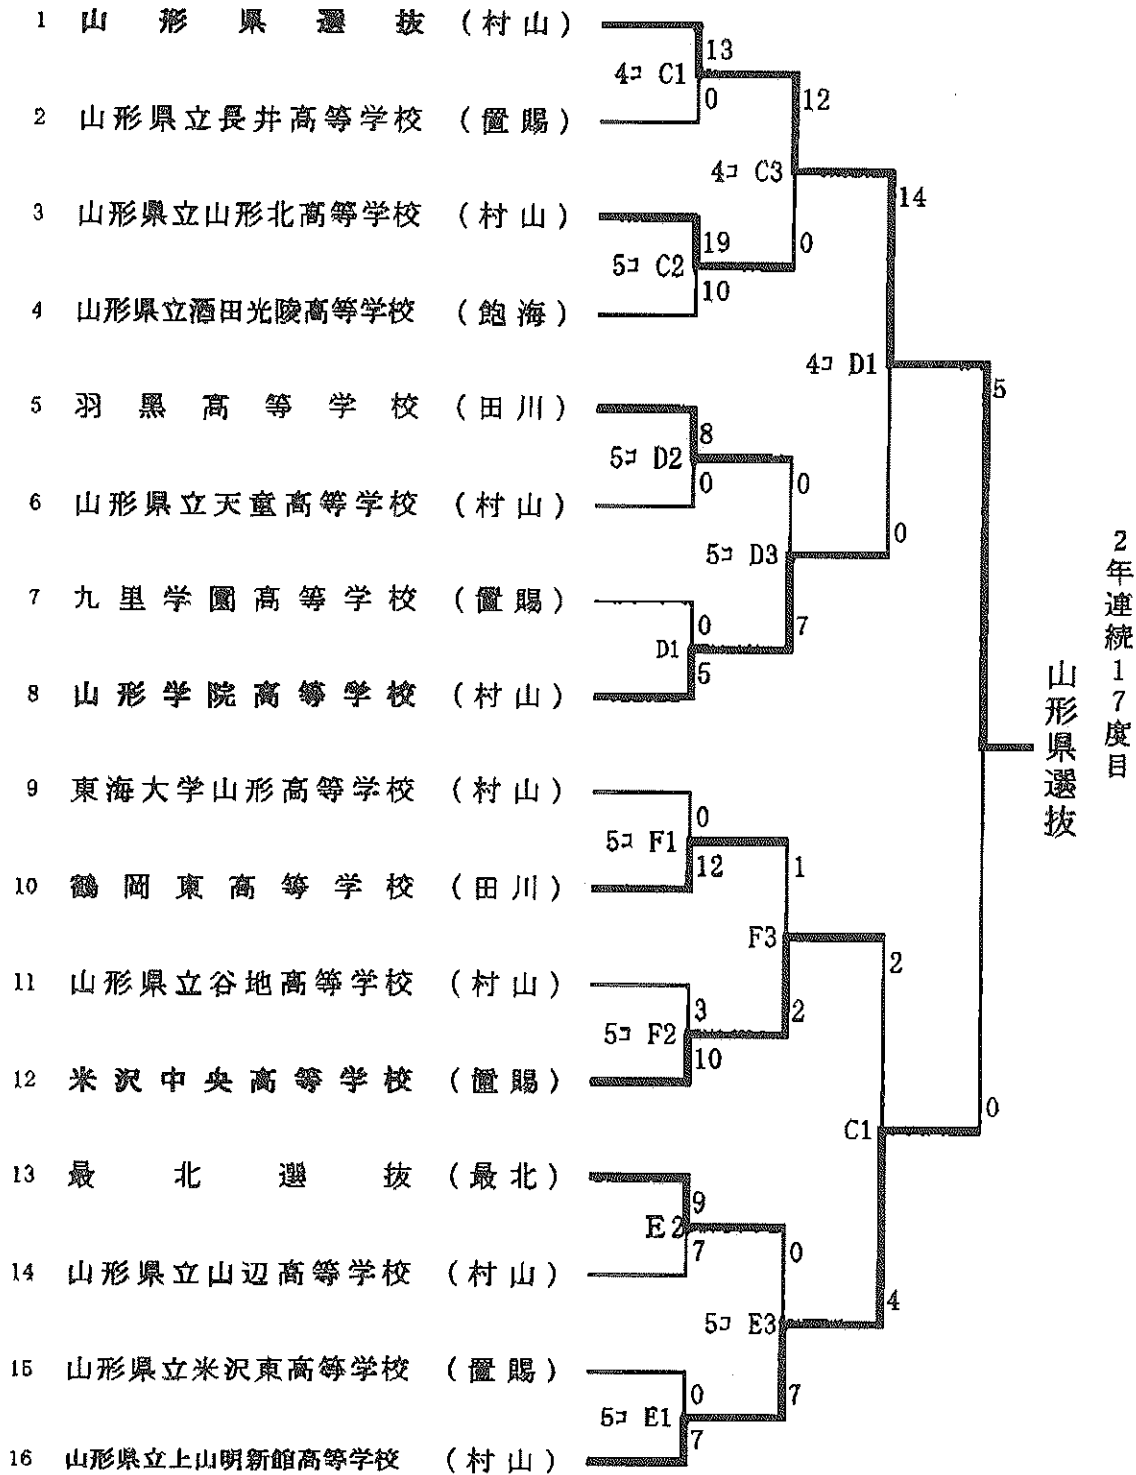 1 山形県選抜 (村山)
13
4コ C1
12
0
2 山形県立長井高等学校 (置賜)
4コ C3
14
3 山形県立山形北高等学校 (村山)
19
0
5コ C2
10
4 山形県立酒田光陵高等学校 (飽海)
4コ D1
5
5 羽黒高等学校 (田川)
8
5コ D2
0
0
6 山形県立天童高等学校 (村山)
0
5コ D3
7 九里学園高等学校 (置賜)
0
7
D1
5
8 山形学院高等学校 (村山)
2年連続17度目
山形県選抜
9 東海大学山形高等学校 (村山)
0
5コ F1
1
12
10 鶴岡東高等学校 (田川)
F3
2
11 山形県立谷地高等学校 (村山)
3
2
5コ F2
10
12 米沢中央高等学校 (置賜)
0
C1
13 最北選抜 (最北)
9
E2
0
7
14 山形県立山辺高等学校 (村山)
4
5コ E3
15 山形県立米沢東高等学校 (置賜)
0
7
5コ E1
7
16 山形県立上山明新館高等学校 (村山)